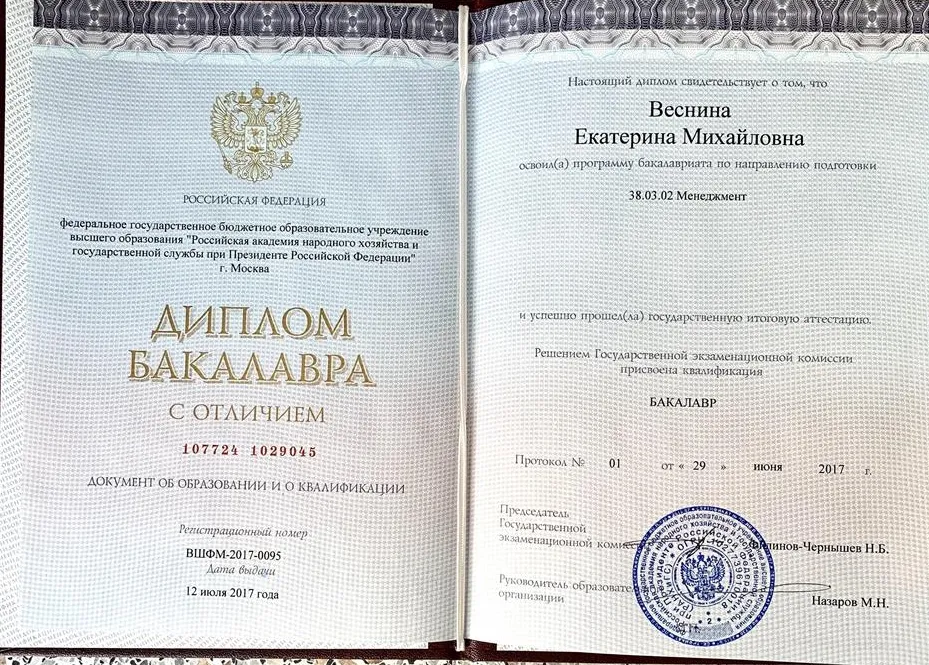 РОССИЙСКАЯ ФЕДЕРАЦИЯ
федеральное государственное бюджетное образовательное учреждение
высшего образования "Российская академия народного хозяйства и
государственной службы при Президенте Российской Федерации"
г. Москва
ДИПЛОМ
БАКАЛАВРА
С ОТЛИЧИЕМ
107724 1029045
ДОКУМЕНТ ОБ ОБРАЗОВАНИИ И О КВАЛИФИКАЦИИ
Регистрационный номер
ВШФМ-2017-0095
Дата выдачи
12 июля 2017 года
Настоящий диплом свидетельствует о том, что
Веснина
Екатерина Михайловна
освоил(а) программу бакалавриата по направлению подготовки
38.03.02 Менеджмент
и успешно прошел(ла) государственную итоговую аттестацию.
Решением Государственной экзаменационной комиссии
присвоена квалификация
БАКАЛАВР
Протокол № 01 от « 29 » июня 2017 г.
Председатель
Государственной
экзаменационной
Филинов-Чернышев Н.Б.
Руководитель
организации
Назаров М.Н.